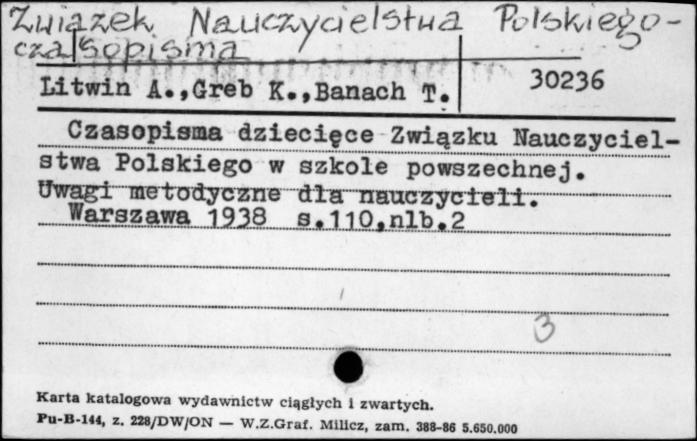 Związek Nauczycielstwa Polskiego-
czasopisma
Litwin A.,Greb K.,Banach T.
30236
Czasopisma dziecięce Związku Nauczyciel-
stwa Polskiego w szkole powszechnej.
Uwagi metodyczne dla nauczycieli.
Warszawa 1938 s.110,nlb.2
3
Karta katalogowa wydawnictw ciągłych i zwartych.
Pu-B-144, z. 228/DW/ON — W.Z.Graf. Milicz, zam. 388-86 5.650.000